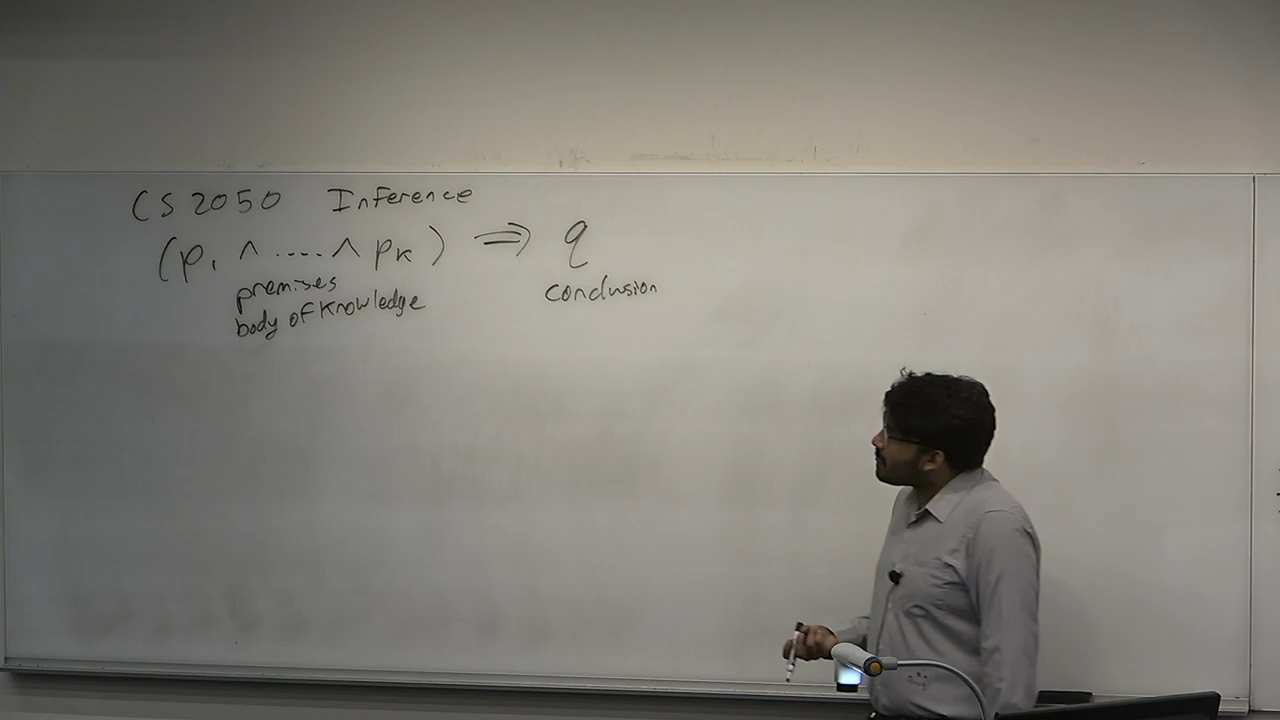 CS 2050 Inference
(p₁ ∧ .... ∧ pₖ) ⇒ q
premises conclusion
body of knowledge